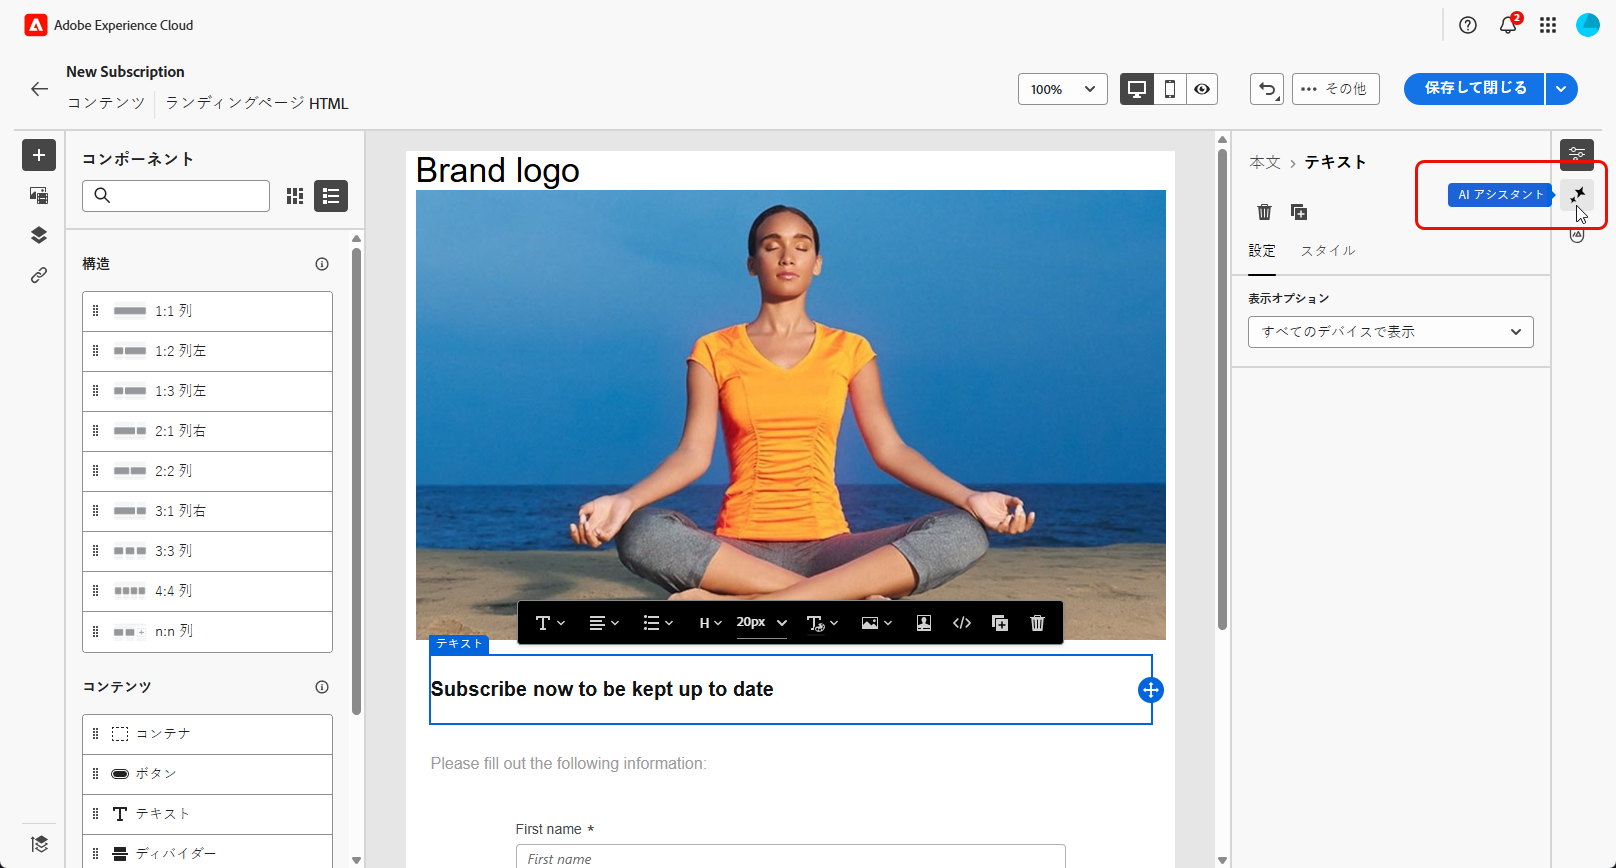 Adobe Experience Cloud
2
New Subscription
コンテンツ
ランディングページ HTML
100%
その他
保存して閉じる
コンポーネント
構造
1:1 列
1:2 列左
1:3 列左
2:1 列右
2:2 列
3:1 列右
3:3 列
4:4 列
n:n 列
コンテンツ
コンテナ
ボタン
テキスト
ディバイダー
Brand logo
H
20px
テキスト
Subscribe now to be kept up to date
Please fill out the following information:
First name *
First name
本文 › テキスト
AI アシスタント
設定
スタイル
表示オプション
すべてのデバイスで表示